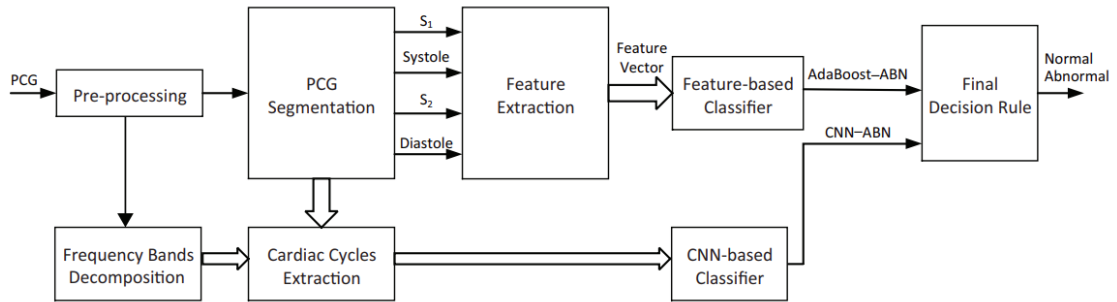 PCG
Pre-processing
PCG
Segmentation
S₁
Systole
S₂
Diastole
Feature
Extraction
Feature
Vector
Feature-based
Classifier
AdaBoost–ABN
CNN–ABN
Final
Decision Rule
Normal
Abnormal
Frequency Bands
Decomposition
Cardiac Cycles
Extraction
CNN-based
Classifier